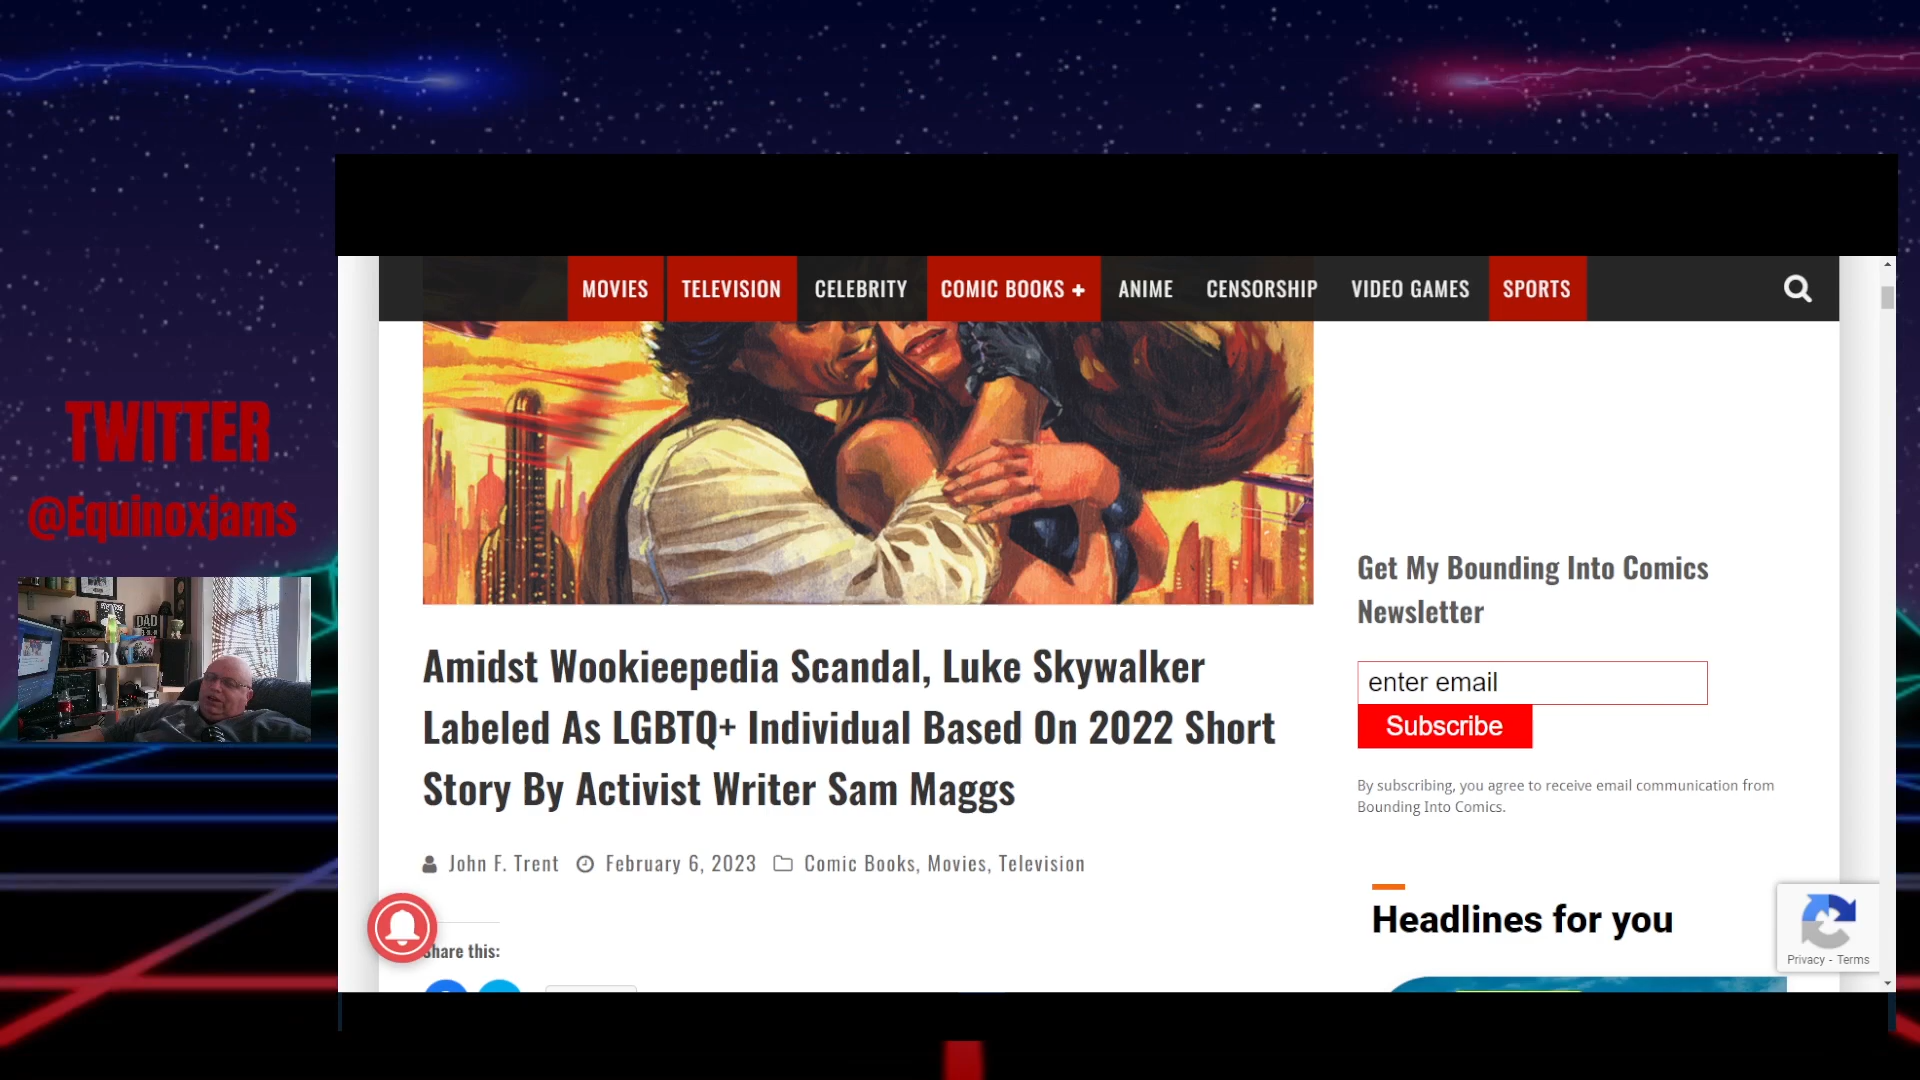 MOVIES TELEVISION CELEBRITY COMIC BOOKS + ANIME CENSORSHIP VIDEO GAMES SPORTS
TWITTER
@Equinoxjams
DAD
Amidst Wookieepedia Scandal, Luke Skywalker
Labeled As LGBTQ+ Individual Based On 2022 Short
Story By Activist Writer Sam Maggs
John F. Trent February 6, 2023 Comic Books, Movies, Television
Share this:
Get My Bounding Into Comics
Newsletter
enter email
Subscribe
By subscribing, you agree to receive email communication from
Bounding Into Comics.
Headlines for you
Privacy - Terms